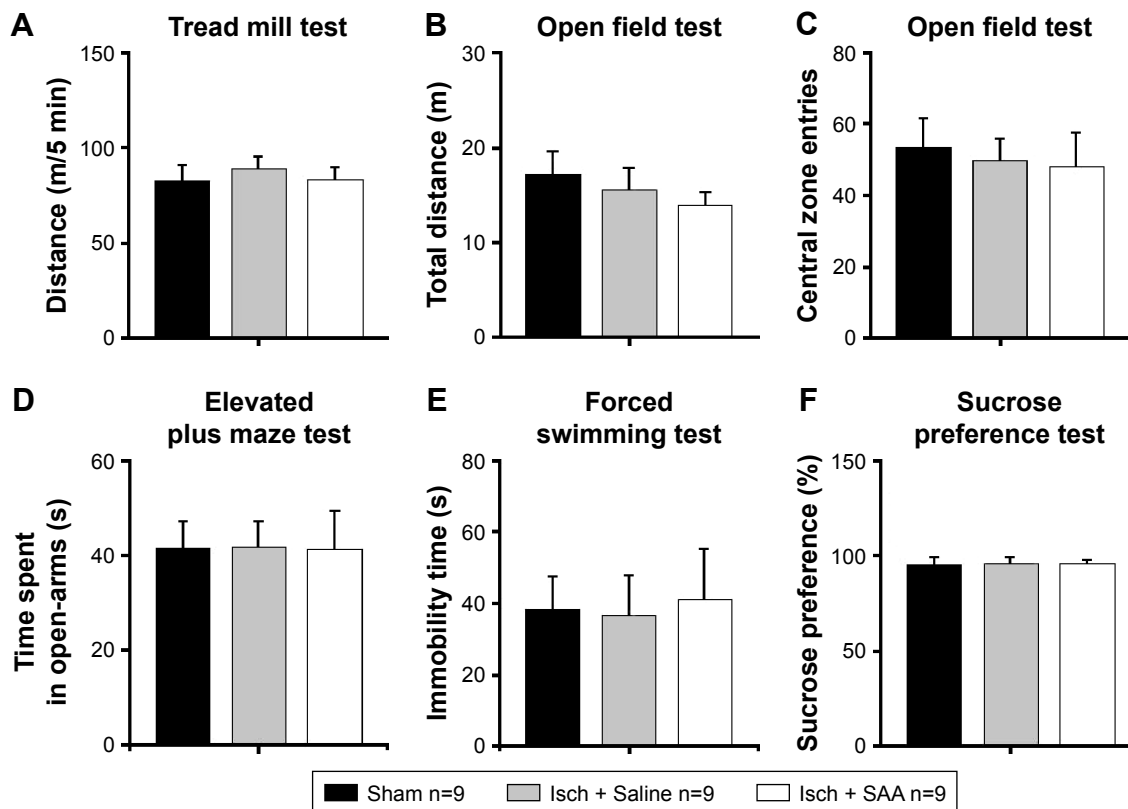 A
Tread mill test
Distance (m/5 min)
150
100
50
0
B
Open field test
Total distance (m)
30
20
10
0
C
Open field test
Central zone entries
80
60
40
20
0
D
Elevated
plus maze test
Time spent
in open-arms (s)
60
40
20
0
E
Forced
swimming test
Immobility time (s)
80
60
40
20
0
F
Sucrose
preference test
Sucrose preference (%)
150
100
50
0
Sham n=9
Isch + Saline n=9
Isch + SAA n=9